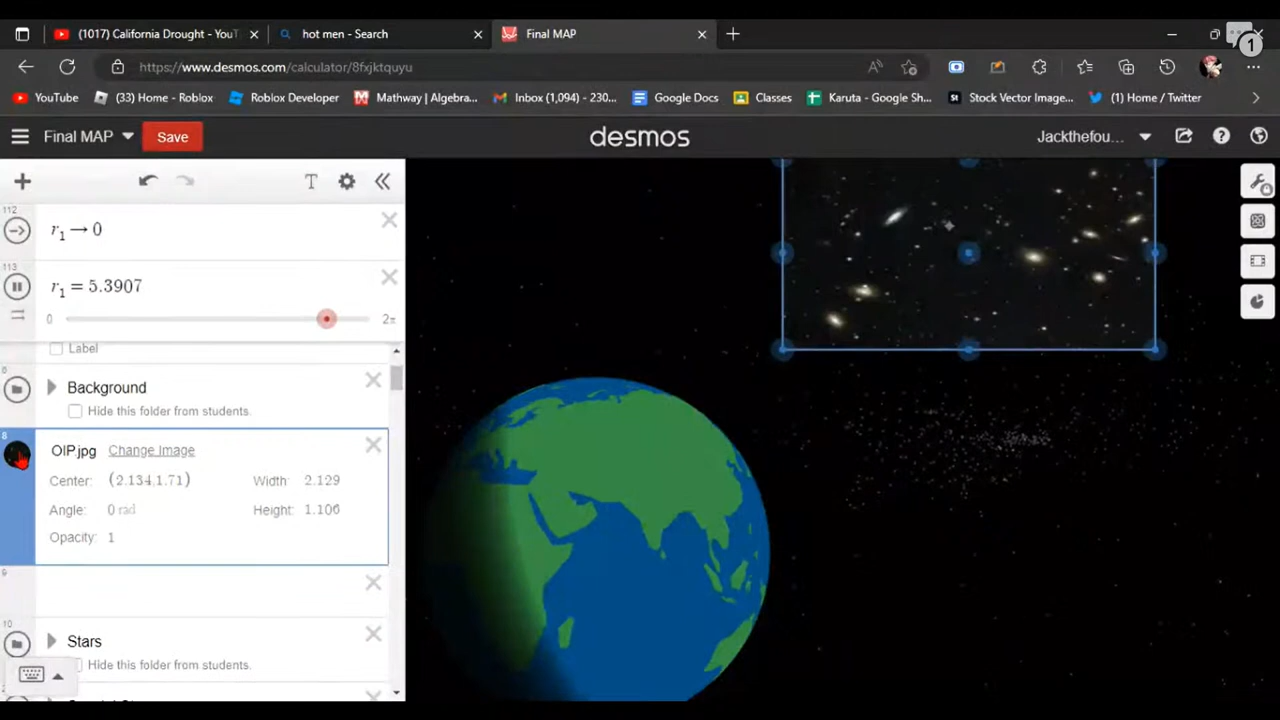 (1017) California Drought - YouT
hot men - Search
Final MAP
1
https://www.desmos.com/calculator/8fxjktquyu
YouTube
(33) Home - Roblox
Roblox Developer
Mathway | Algebra...
Inbox (1,094) - 230...
Google Docs
Classes
Karuta - Google Sh...
Stock Vector Image...
(1) Home / Twitter
Final MAP
Save
desmos
Jackthefou...
112
r₁ → 0
113
r₁ = 5.3907
0
2π
Label
Background
Hide this folder from students.
8
OIP.jpg Change Image
Center: (2.134,1.71) Width: 2.129
Angle: 0 rad Height: 1.106
Opacity: 1
9
10
Stars
Hide this folder from students.